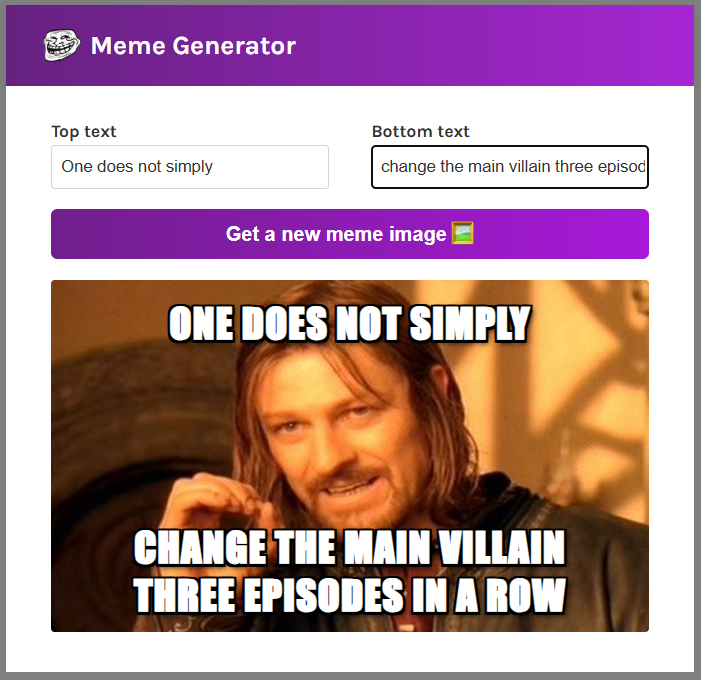 Meme Generator
Top text
Bottom text
One does not simply
change the main villain three episod
Get a new meme image
ONE DOES NOT SIMPLY
CHANGE THE MAIN VILLAIN
THREE EPISODES IN A ROW